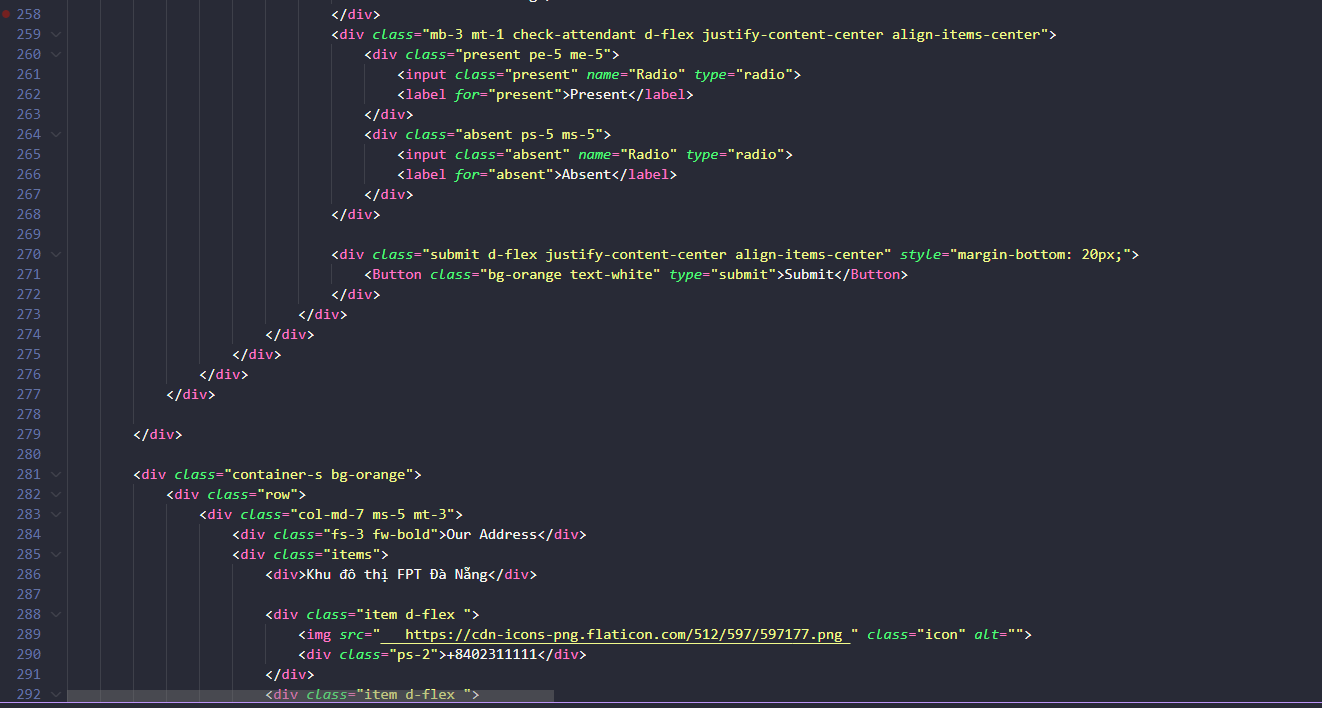 258 </div>
259 <div class="mb-3 mt-1 check-attendant d-flex justify-content-center align-items-center">
260 <div class="present pe-5 me-5">
261 <input class="present" name="Radio" type="radio">
262 <label for="present">Present</label>
263 </div>
264 <div class="absent ps-5 ms-5">
265 <input class="absent" name="Radio" type="radio">
266 <label for="absent">Absent</label>
267 </div>
268 </div>
269
270 <div class="submit d-flex justify-content-center align-items-center" style="margin-bottom: 20px;">
271 <Button class="bg-orange text-white" type="submit">Submit</Button>
272 </div>
273 </div>
274 </div>
275 </div>
276 </div>
277 </div>
278
279 </div>
280
281 <div class="container-s bg-orange">
282 <div class="row">
283 <div class="col-md-7 ms-5 mt-3">
284 <div class="fs-3 fw-bold">Our Address</div>
285 <div class="items">
286 <div>Khu đô thị FPT Đà Nẵng</div>
287
288 <div class="item d-flex ">
289 <img src="   https://cdn-icons-png.flaticon.com/512/597/597177.png " class="icon" alt="">
290 <div class="ps-2">+8402311111</div>
291 </div>
292 <div class="item d-flex ">